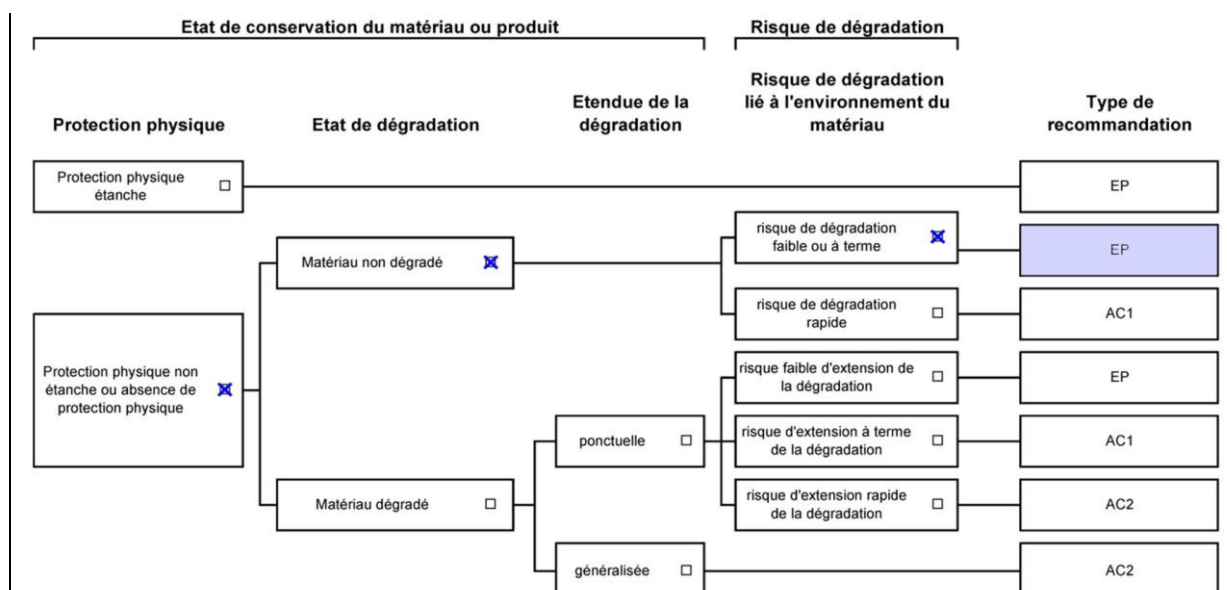 Etat de conservation du matériau ou produit
Risque de dégradation
Protection physique
Etat de dégradation
Etendue de la
dégradation
Risque de dégradation
lié à l'environnement du
matériau
Type de
recommandation
Protection physique
étanche
EP
risque de dégradation
faible ou à terme
EP
Matériau non dégradé
risque de dégradation
rapide
AC1
Protection physique non
étanche ou absence de
protection physique
risque faible d'extension de
la dégradation
EP
ponctuelle
risque d'extension à terme
de la dégradation
AC1
Matériau dégradé
risque d'extension rapide
de la dégradation
AC2
généralisée
AC2